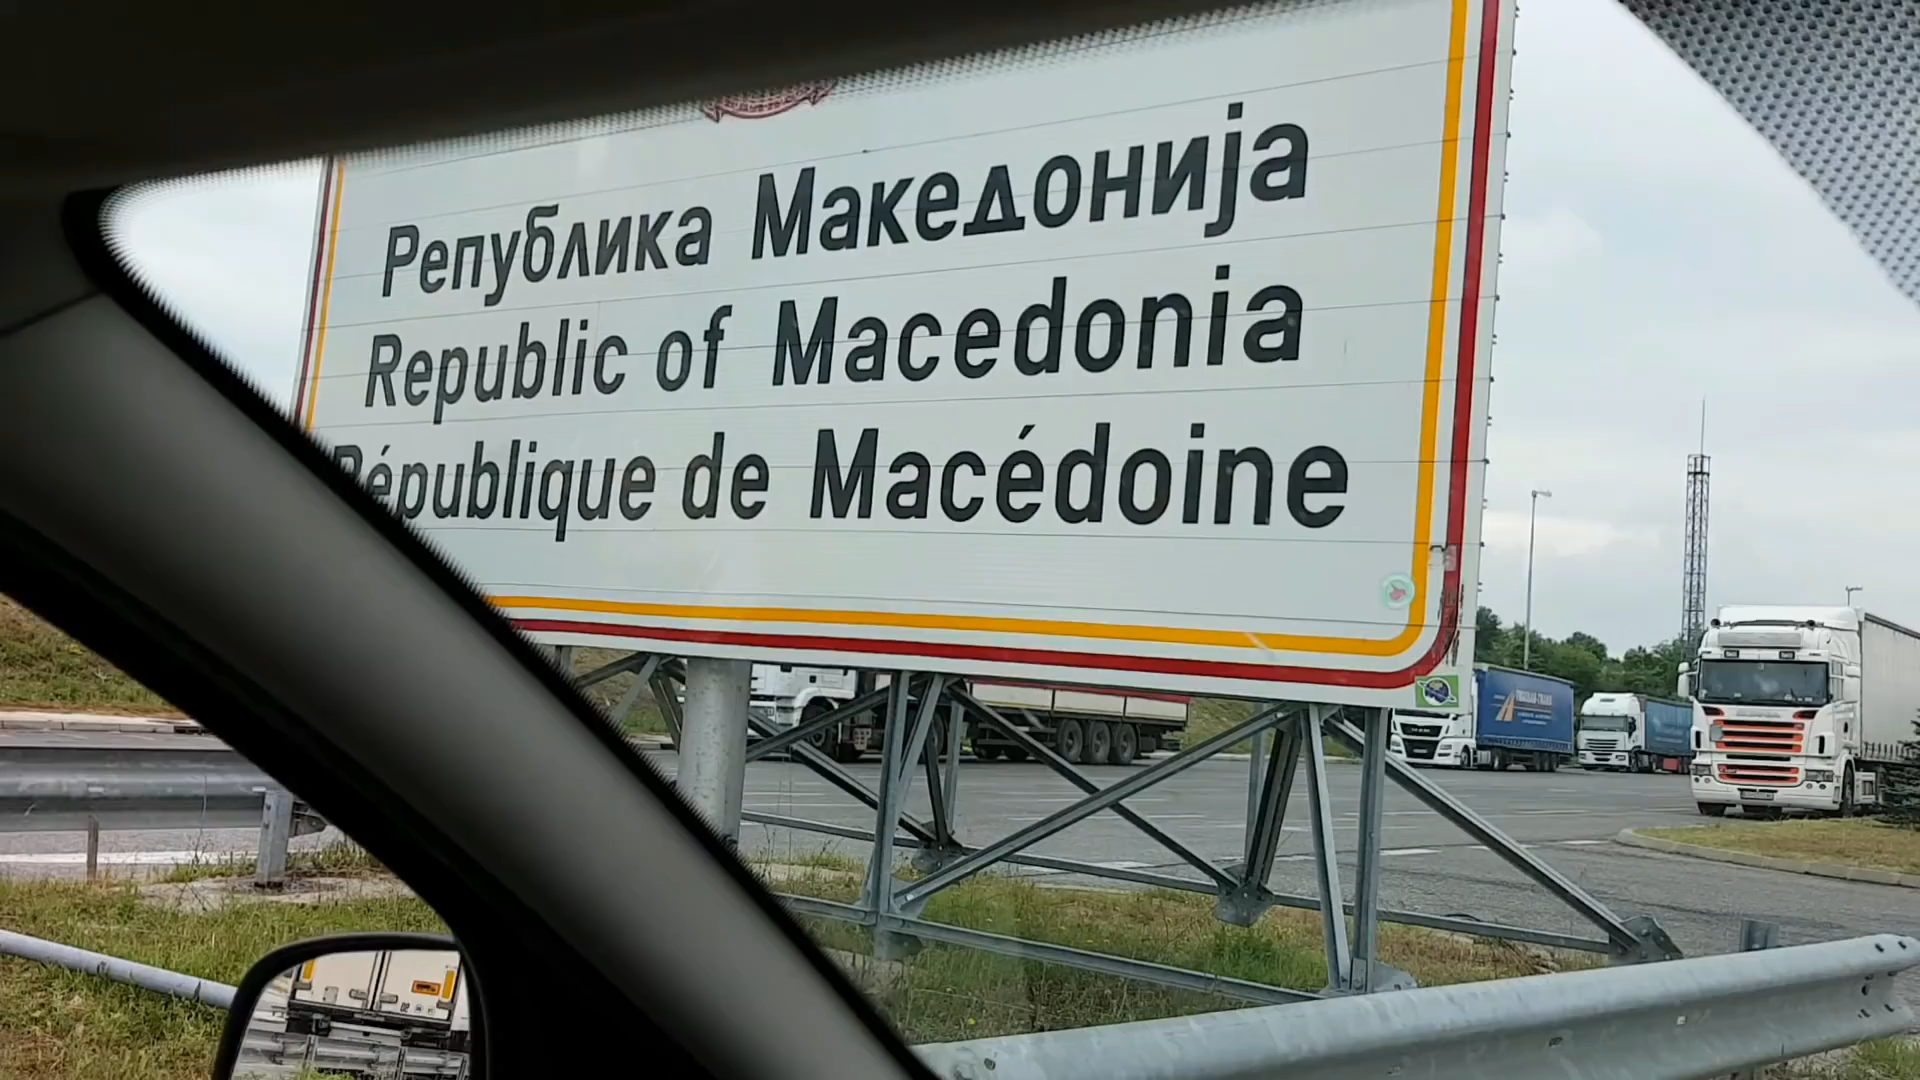 Република Македонија
Republic of Macedonia
République de Macédoine